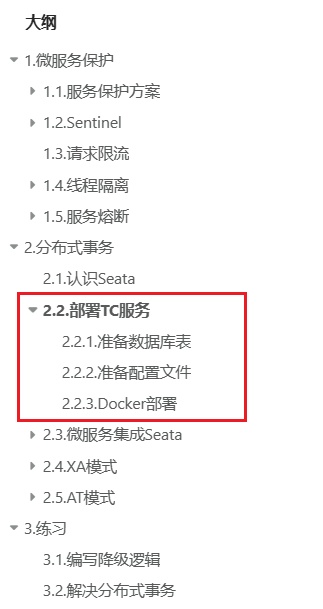 大纲
1.微服务保护
1.1.服务保护方案
1.2.Sentinel
1.3.请求限流
1.4.线程隔离
1.5.服务熔断
2.分布式事务
2.1.认识Seata
2.2.部署TC服务
2.2.1.准备数据库表
2.2.2.准备配置文件
2.2.3.Docker部署
2.3.微服务集成Seata
2.4.XA模式
2.5.AT模式
3.练习
3.1.编写降级逻辑
3.2.解决分布式事务